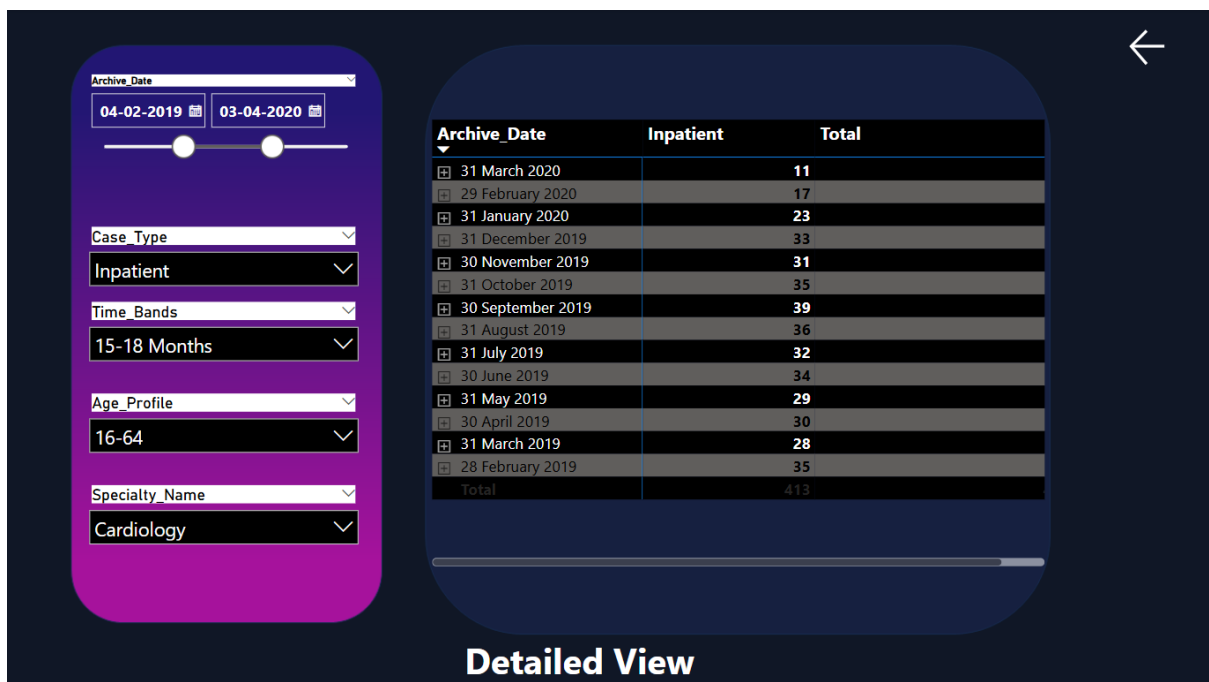 Archive_Date
04-02-2019 03-04-2020
Case_Type
Inpatient
Time_Bands
15-18 Months
Age_Profile
16-64
Specialty_Name
Cardiology
Archive_Date Inpatient Total
31 March 2020 11
29 February 2020 17
31 January 2020 23
31 December 2019 33
30 November 2019 31
31 October 2019 35
30 September 2019 39
31 August 2019 36
31 July 2019 32
30 June 2019 34
31 May 2019 29
30 April 2019 30
31 March 2019 28
28 February 2019 35
Total 413
Detailed View